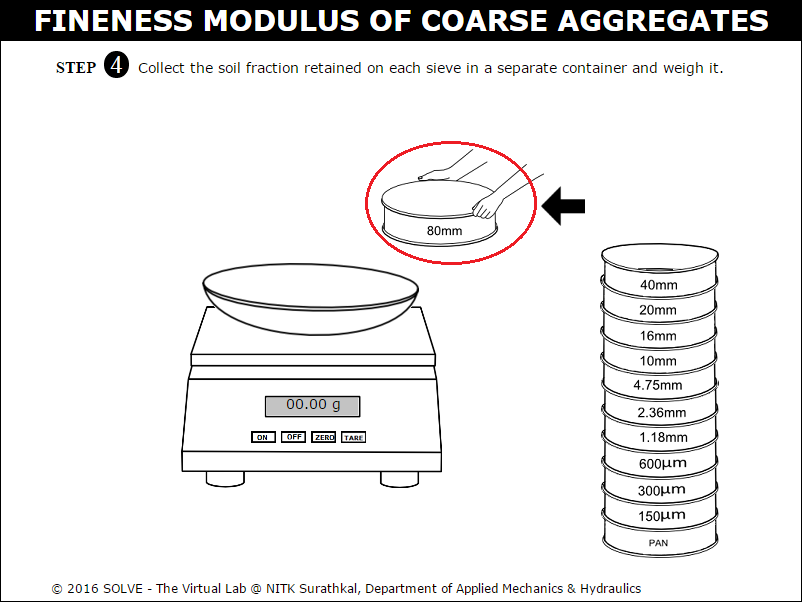 FINENESS MODULUS OF COARSE AGGREGATES
STEP 4 Collect the soil fraction retained on each sieve in a separate container and weigh it.
80mm
40mm
20mm
16mm
10mm
4.75mm
2.36mm
1.18mm
600μm
300μm
150μm
PAN
00.00 g
ON OFF ZERO TARE
© 2016 SOLVE - The Virtual Lab @ NITK Surathkal, Department of Applied Mechanics & Hydraulics